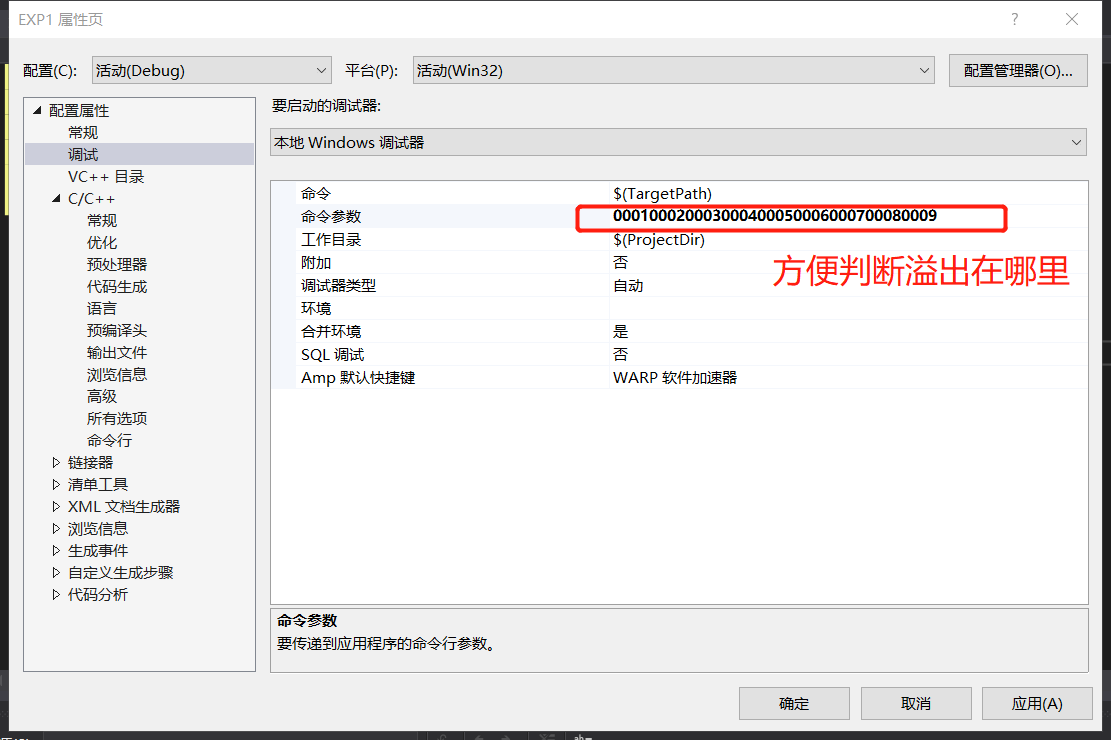 EXP1 属性页
配置(C):
活动(Debug)
平台(P):
活动(Win32)
配置管理器(O)...
配置属性
常规
调试
VC++ 目录
C/C++
常规
优化
预处理器
代码生成
语言
预编译头
输出文件
浏览信息
高级
所有选项
命令行
链接器
清单工具
XML 文档生成器
浏览信息
生成事件
自定义生成步骤
代码分析
要启动的调试器:
本地 Windows 调试器
命令 $(TargetPath)
命令参数 000100020003000400050006000700080009
工作目录 $(ProjectDir)
附加 否
调试器类型 自动
环境
合并环境 是
SQL 调试 否
Amp 默认快捷键 WARP 软件加速器
方便判断溢出在哪里
命令参数
要传递到应用程序的命令行参数。
确定
取消
应用(A)